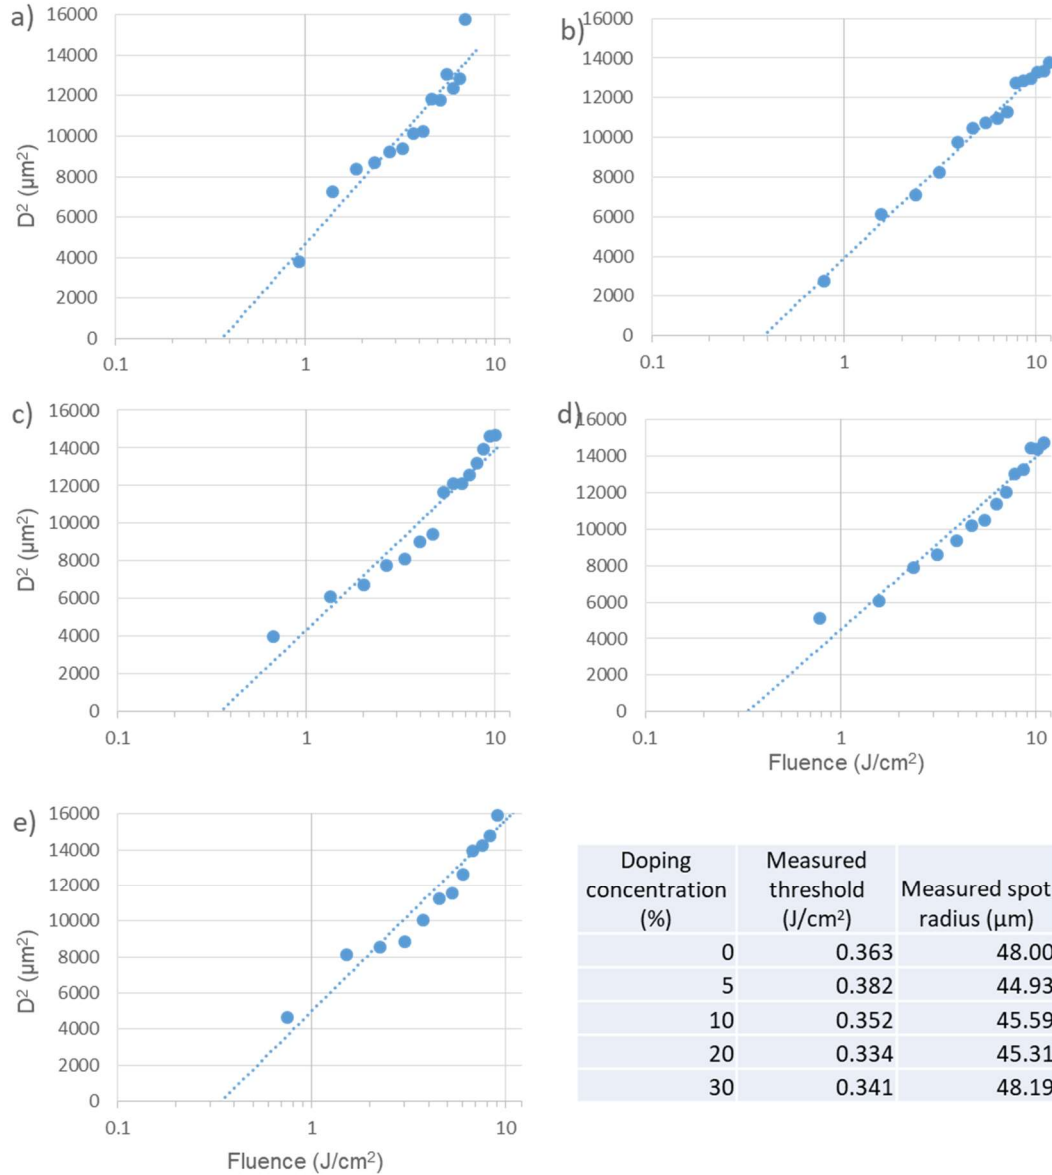 a)
16000
14000
12000
10000
8000
6000
4000
2000
0
D² (µm²)
0.1 1 10
b)
16000
14000
12000
10000
8000
6000
4000
2000
0
0.1 1 10
c)
16000
14000
12000
10000
8000
6000
4000
2000
0
D² (µm²)
0.1 1 10
d)
16000
14000
12000
10000
8000
6000
4000
2000
0
0.1 1 10
Fluence (J/cm²)
e)
16000
14000
12000
10000
8000
6000
4000
2000
0
D² (µm²)
0.1 1 10
Fluence (J/cm²)
Doping concentration (%) Measured threshold (J/cm²) Measured spot radius (µm)
0 0.363 48.00
5 0.382 44.93
10 0.352 45.59
20 0.334 45.31
30 0.341 48.19